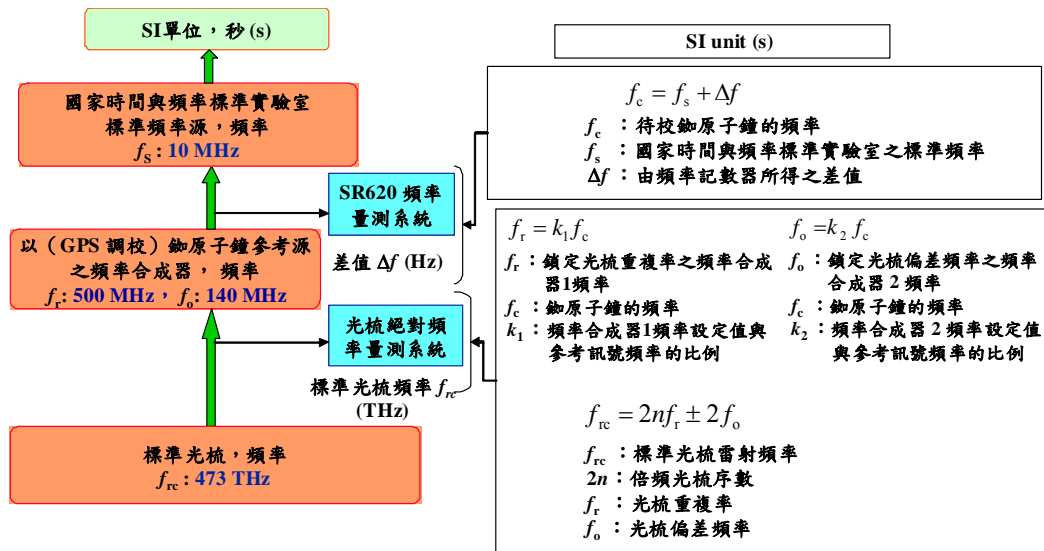 SI單位，秒 (s)
國家時間與頻率標準實驗室
標準頻率源，頻率
fS: 10 MHz
SR620 頻率
量測系統
差值 Δf (Hz)
以（GPS 調校）銣原子鐘參考源
之頻率合成器， 頻率
fr: 500 MHz， fo: 140 MHz
光梳絕對頻
率量測系統
標準光梳頻率 frc
(THz)
標準光梳，頻率
frc: 473 THz
SI unit (s)
fc = fs + Δf
fc ：待校銣原子鐘的頻率
fs ：國家時間與頻率標準實驗室之標準頻率
Δf ：由頻率記數器所得之差值
fr = k1 fc
fr ：鎖定光梳重複率之頻率合成
器1頻率
fc ：銣原子鐘的頻率
k1 ：頻率合成器1頻率設定值與
參考訊號頻率的比例
fo = k2 fc
fo ：鎖定光梳偏差頻率之頻率
合成器 2 頻率
fc ：銣原子鐘的頻率
k2 ：頻率合成器 2 頻率設定值
與參考訊號頻率的比例
frc = 2nfr ± 2fo
frc ：標準光梳雷射頻率
2n ：倍頻光梳序數
fr ：光梳重複率
fo ：光梳偏差頻率